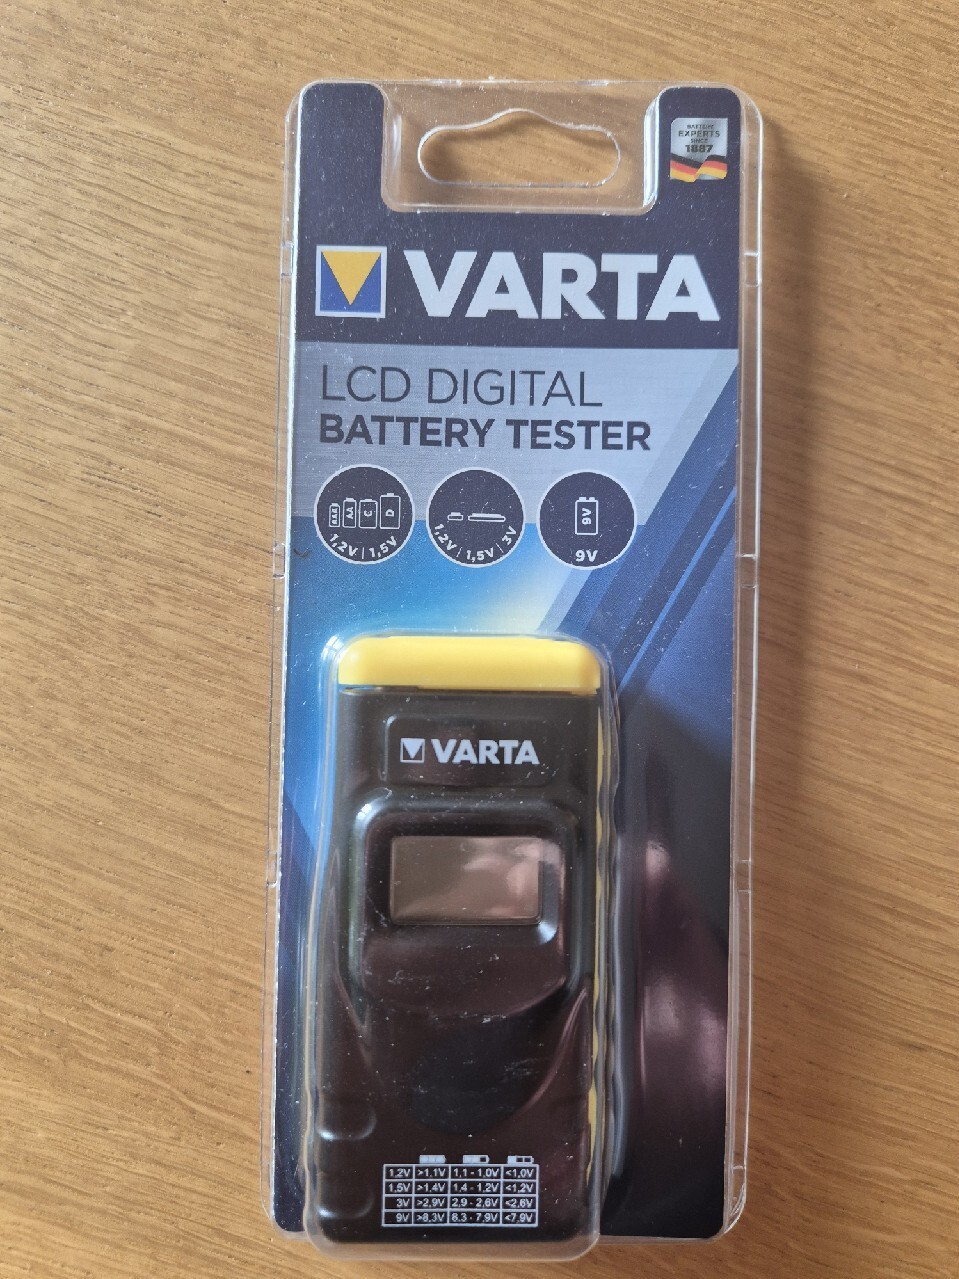 BATTERY
EXPERTS
SINCE
1887
VARTA
LCD DIGITAL
BATTERY TESTER
AAA AA C D
1,2V | 1,5V
1,2V | 1,5V | 3V
9V
9V
VARTA
1,2V >1,1V 1,1 - 1,0V <1,0V
1,5V >1,4V 1,4 - 1,2V <1,2V
3V >2,9V 2,9 - 2,6V <2,6V
9V >8,3V 8.3 - 7,9V <7,9V